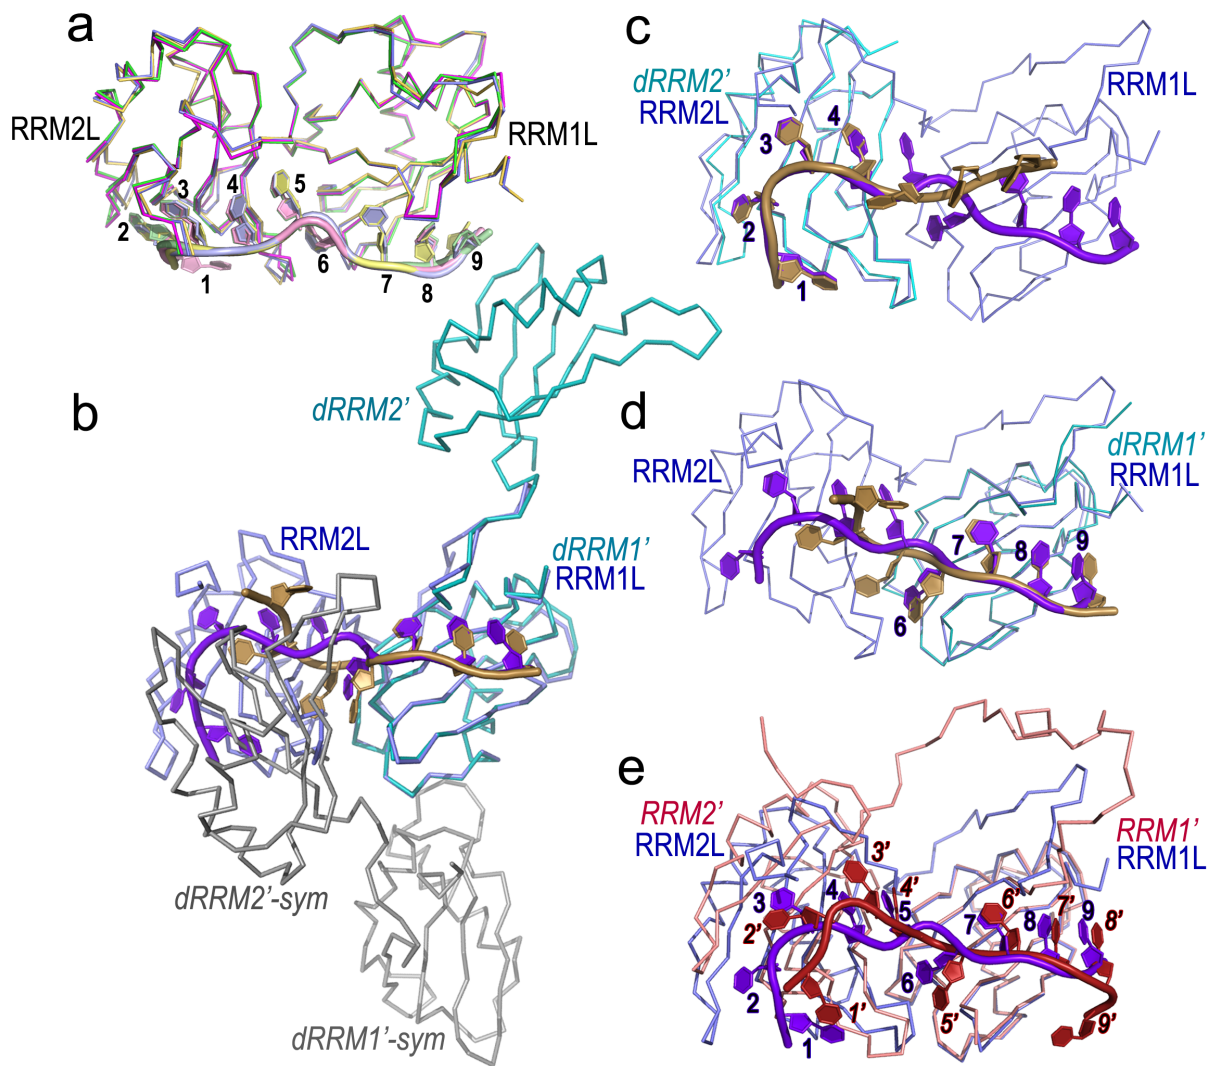 a
RRM2L
RRM1L
1
2
3
4
5
6
7
8
9
b
dRRM2’
RRM2L
dRRM1’
RRM1L
dRRM2’-sym
dRRM1’-sym
c
dRRM2’
RRM2L
RRM1L
1
2
3
4
d
RRM2L
dRRM1’
RRM1L
6
7
8
9
e
RRM2’
RRM2L
RRM1’
RRM1L
3’
3
4
4’
5
6’
7
8
7’
9
8’
2’
2
6
5’
1’
1
9’